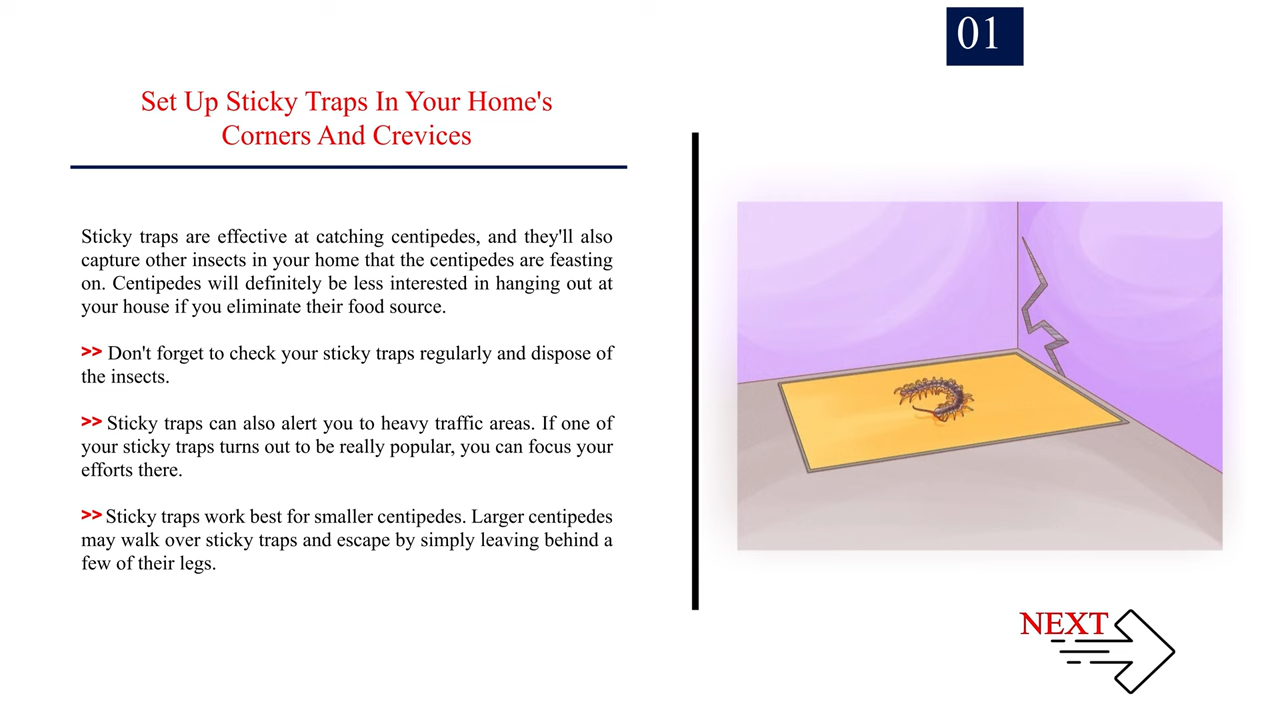 01
Set Up Sticky Traps In Your Home's
Corners And Crevices
Sticky traps are effective at catching centipedes, and they'll also
capture other insects in your home that the centipedes are feasting
on. Centipedes will definitely be less interested in hanging out at
your house if you eliminate their food source.
>> Don't forget to check your sticky traps regularly and dispose of
the insects.
>> Sticky traps can also alert you to heavy traffic areas. If one of
your sticky traps turns out to be really popular, you can focus your
efforts there.
>> Sticky traps work best for smaller centipedes. Larger centipedes
may walk over sticky traps and escape by simply leaving behind a
few of their legs.
NEXT